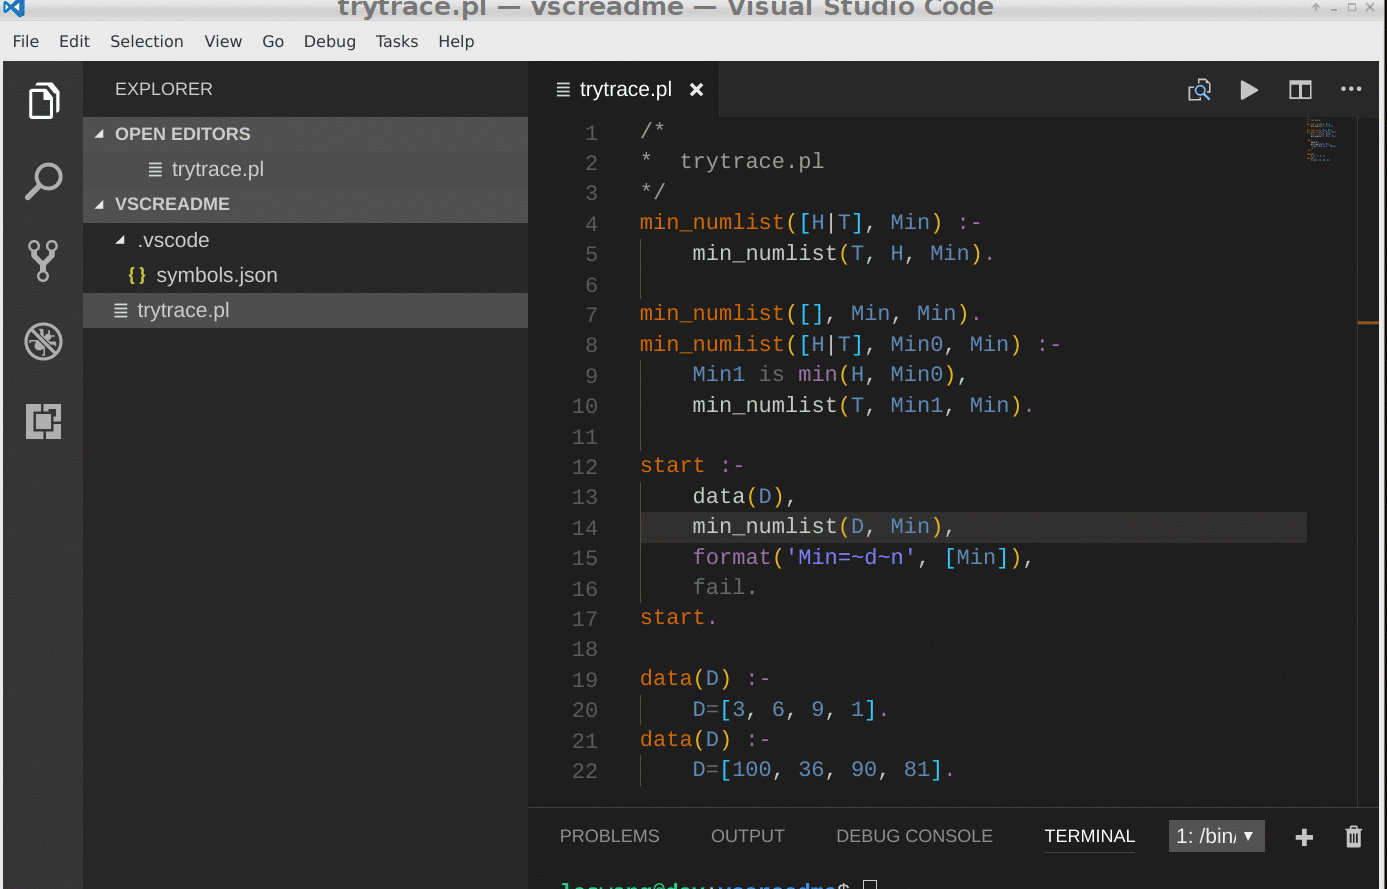 trytrace.pl — vscreadme — Visual Studio Code
File Edit Selection View Go Debug Tasks Help
EXPLORER
OPEN EDITORS
trytrace.pl
VSCREADME
.vscode
{} symbols.json
trytrace.pl
trytrace.pl
1 /*
2 *  trytrace.pl
3 */
4 min_numlist([H|T], Min) :-
5     min_numlist(T, H, Min).
6
7 min_numlist([], Min, Min).
8 min_numlist([H|T], Min0, Min) :-
9     Min1 is min(H, Min0),
10     min_numlist(T, Min1, Min).
11
12 start :-
13     data(D),
14     min_numlist(D, Min),
15     format('Min=~d~n', [Min]),
16     fail.
17 start.
18
19 data(D) :-
20     D=[3, 6, 9, 1].
21 data(D) :-
22     D=[100, 36, 90, 81].
PROBLEMS OUTPUT DEBUG CONSOLE TERMINAL 1: /bin/